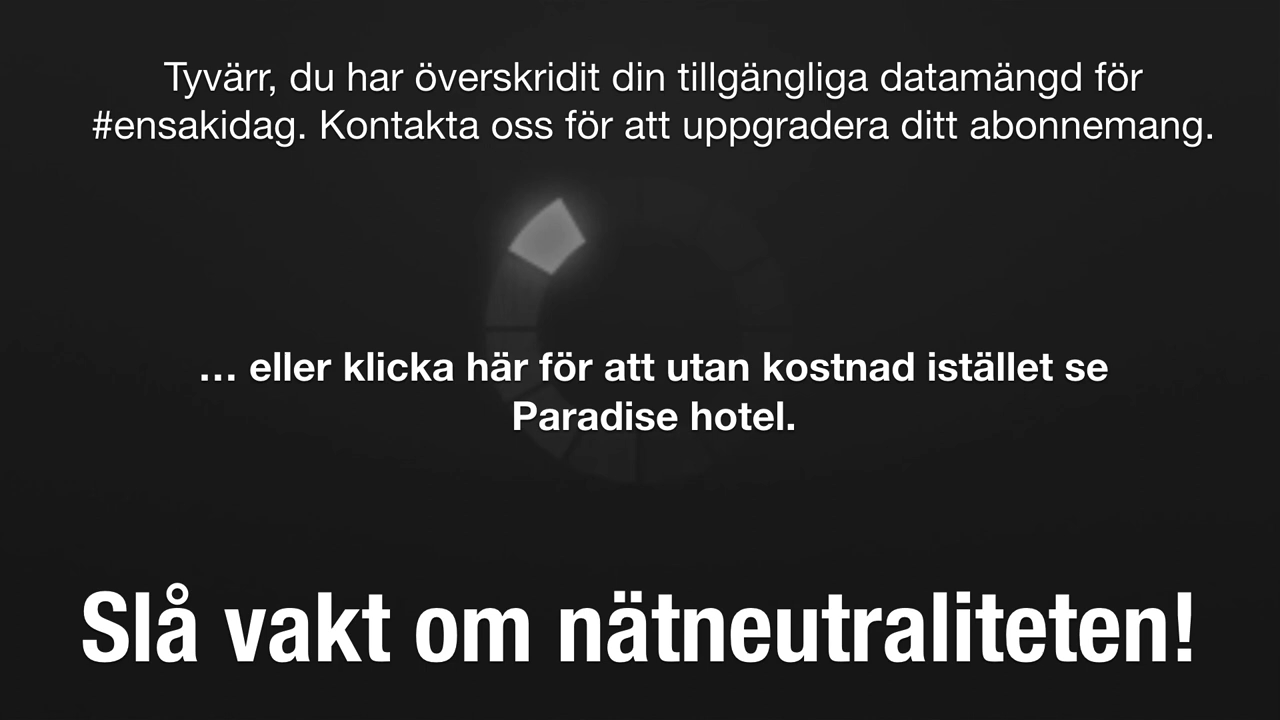 Tyvärr, du har överskridit din tillgängliga datamängd för
#ensakidag. Kontakta oss för att uppgradera ditt abonnemang.
… eller klicka här för att utan kostnad istället se
Paradise hotel.
Slå vakt om nätneutraliteten!